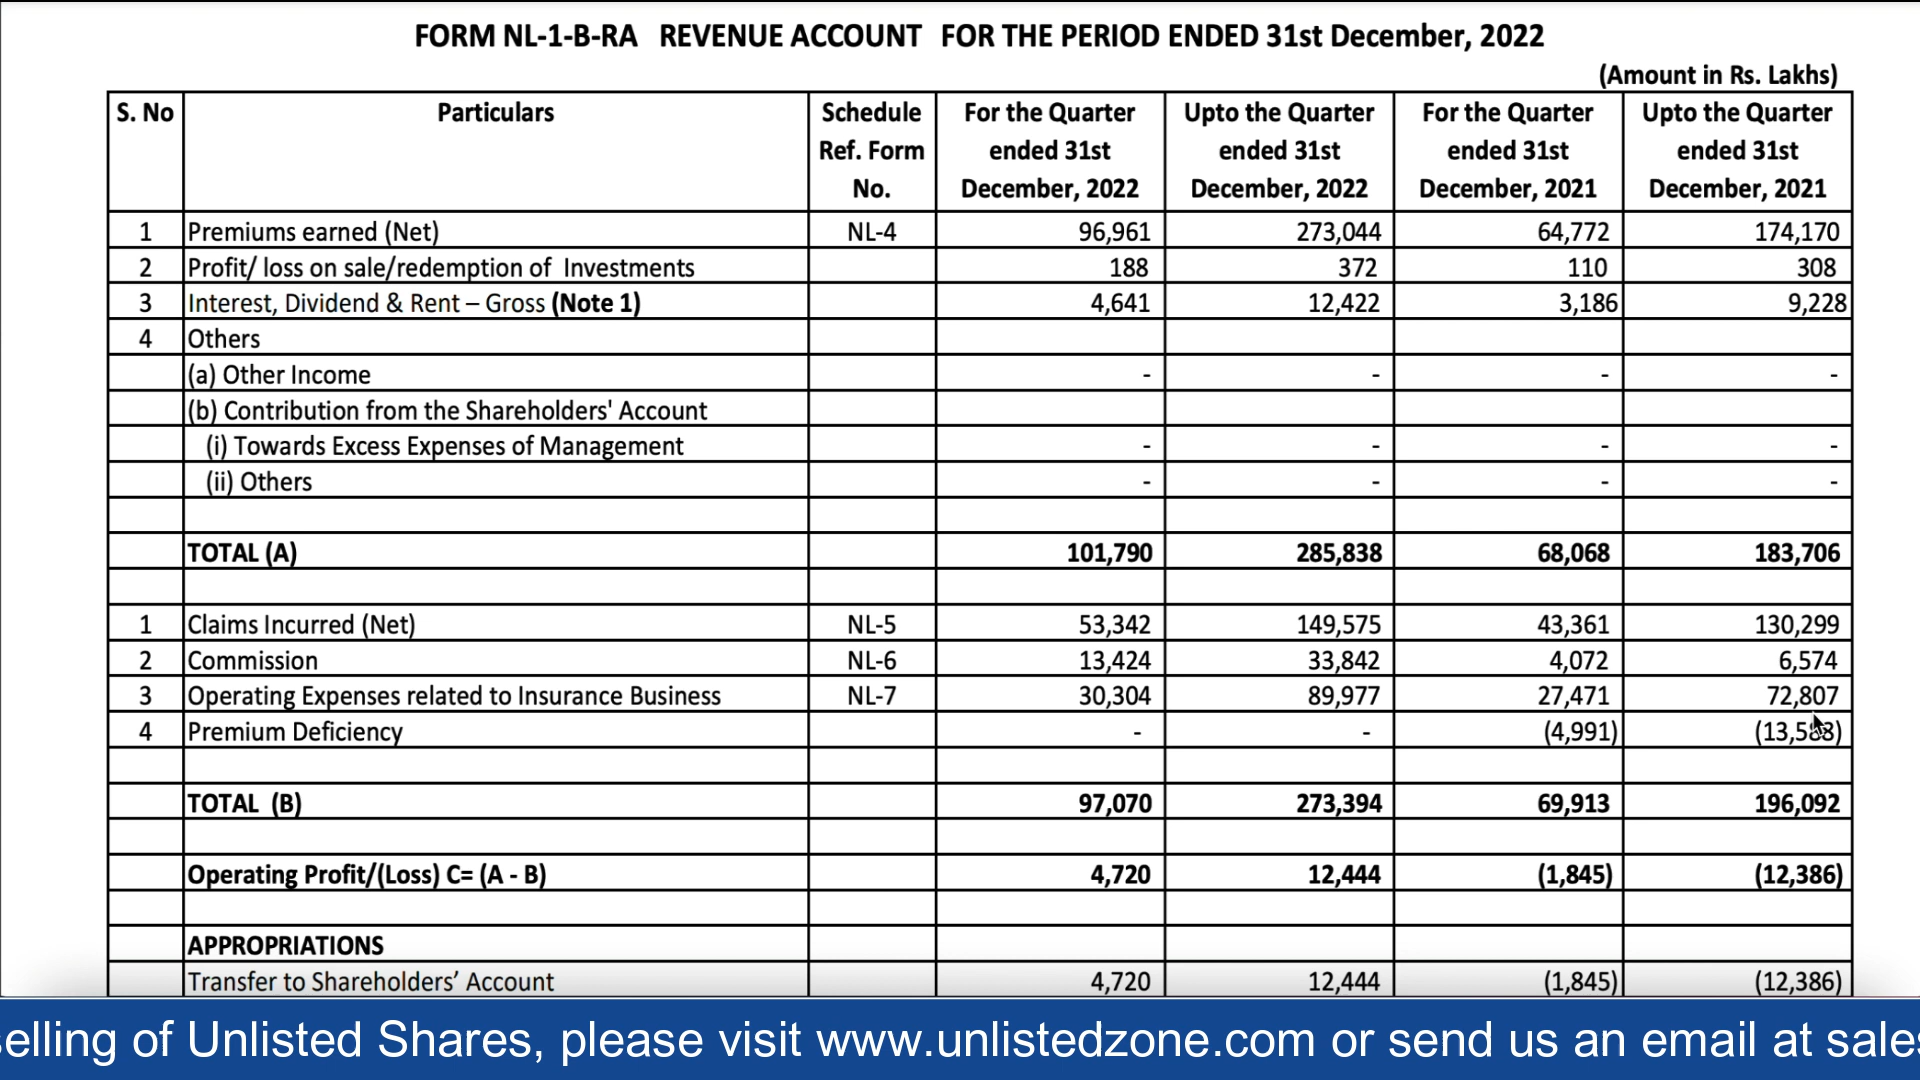 FORM NL-1-B-RA REVENUE ACCOUNT FOR THE PERIOD ENDED 31st December, 2022
(Amount in Rs. Lakhs)
S. No Particulars Schedule Ref. Form No. For the Quarter ended 31st December, 2022 Upto the Quarter ended 31st December, 2022 For the Quarter ended 31st December, 2021 Upto the Quarter ended 31st December, 2021
1 Premiums earned (Net) NL-4 96,961 273,044 64,772 174,170
2 Profit/ loss on sale/redemption of Investments 188 372 110 308
3 Interest, Dividend & Rent – Gross (Note 1) 4,641 12,422 3,186 9,228
4 Others
(a) Other Income - - - -
(b) Contribution from the Shareholders' Account
(i) Towards Excess Expenses of Management - - - -
(ii) Others - - - -
TOTAL (A) 101,790 285,838 68,068 183,706
1 Claims Incurred (Net) NL-5 53,342 149,575 43,361 130,299
2 Commission NL-6 13,424 33,842 4,072 6,574
3 Operating Expenses related to Insurance Business NL-7 30,304 89,977 27,471 72,807
4 Premium Deficiency - - (4,991) (13,588)
TOTAL (B) 97,070 273,394 69,913 196,092
Operating Profit/(Loss) C= (A - B) 4,720 12,444 (1,845) (12,386)
APPROPRIATIONS
Transfer to Shareholders’ Account 4,720 12,444 (1,845) (12,386)
selling of Unlisted Shares, please visit www.unlistedzone.com or send us an email at sales